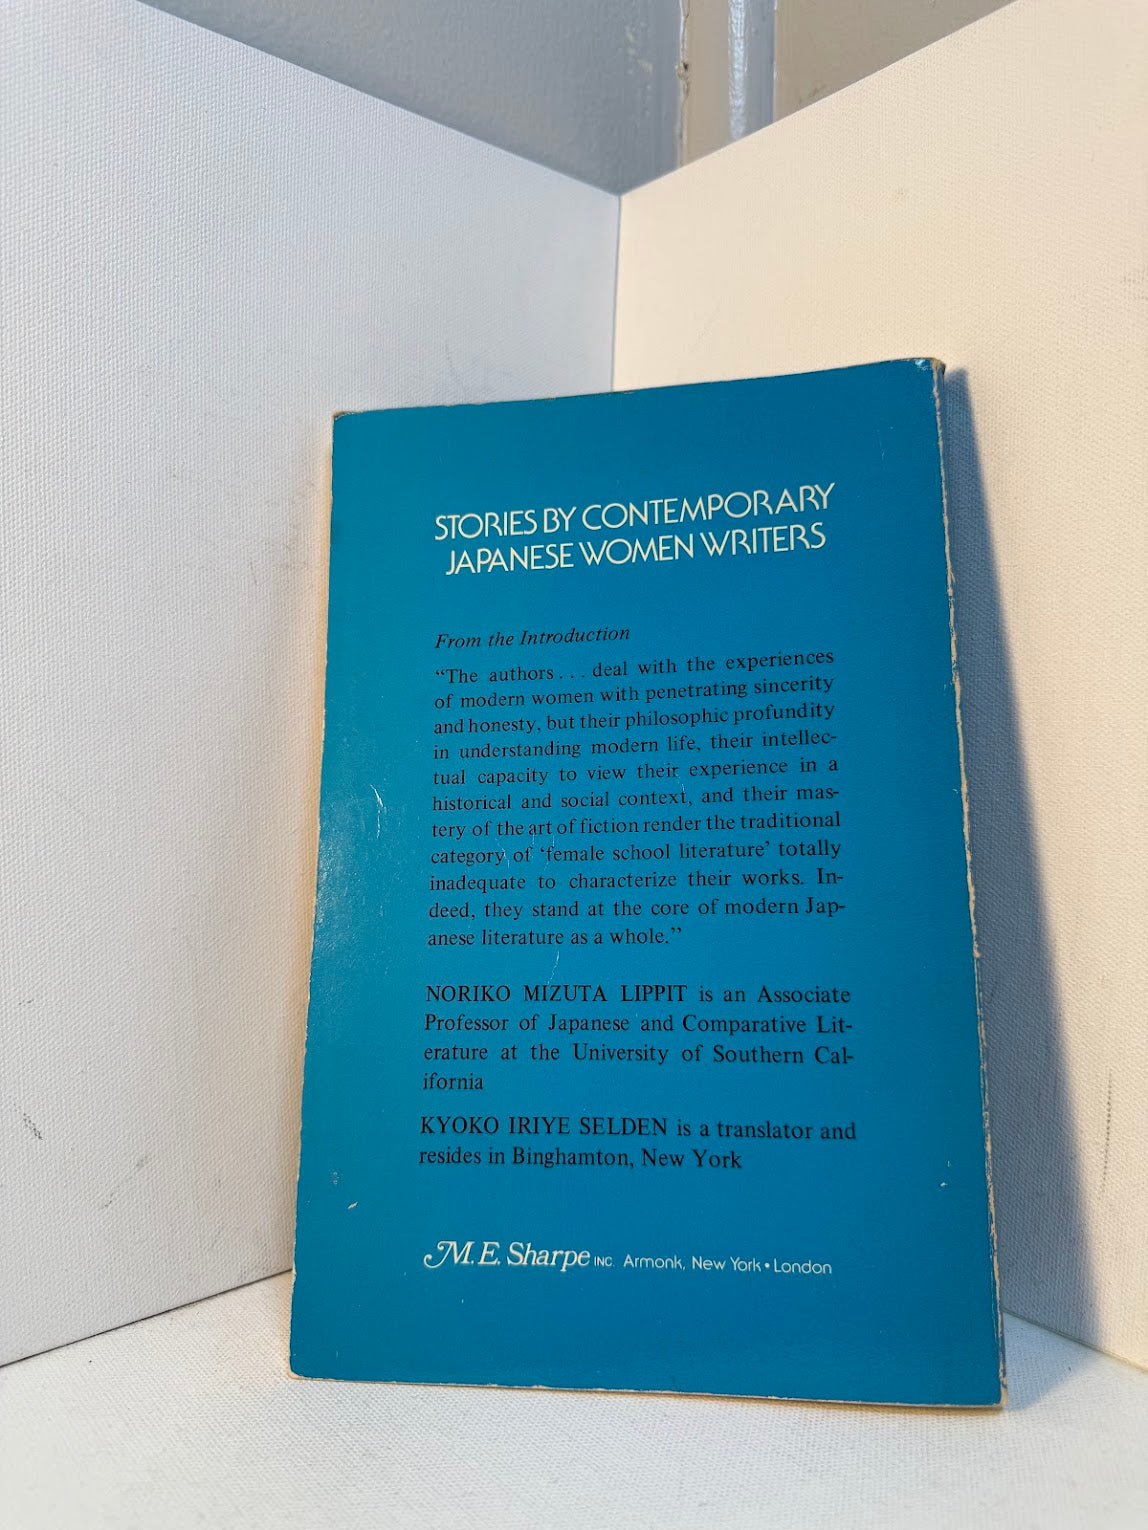 STORIES BY CONTEMPORARY
JAPANESE WOMEN WRITERS
From the Introduction
“The authors . . . deal with the experiences
of modern women with penetrating sincerity
and honesty, but their philosophic profundity
in understanding modern life, their intellec-
tual capacity to view their experience in a
historical and social context, and their mas-
tery of the art of fiction render the traditional
category of ‘female school literature’ totally
inadequate to characterize their works. In-
deed, they stand at the core of modern Jap-
anese literature as a whole.”
NORIKO MIZUTA LIPPIT is an Associate
Professor of Japanese and Comparative Lit-
erature at the University of Southern Cal-
ifornia
KYOKO IRIYE SELDEN is a translator and
resides in Binghamton, New York
M.E. Sharpe INC. Armonk, New York • London